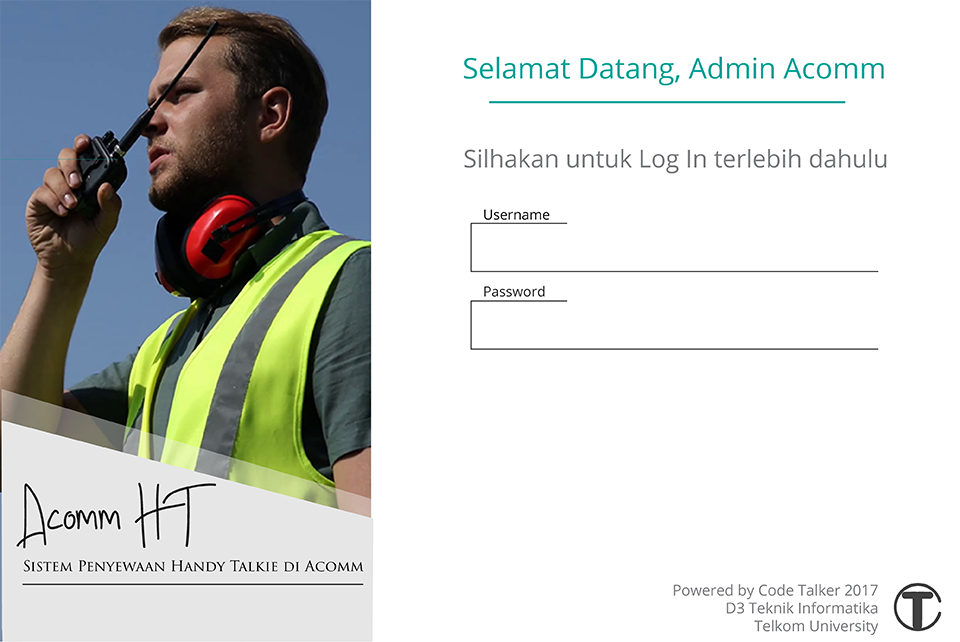 Selamat Datang, Admin Acomm
Silhakan untuk Log In terlebih dahulu
Username
Password
Acomm HT
Sistem Penyewaan Handy Talkie di Acomm
Powered by Code Talker 2017
D3 Teknik Informatika
Telkom University